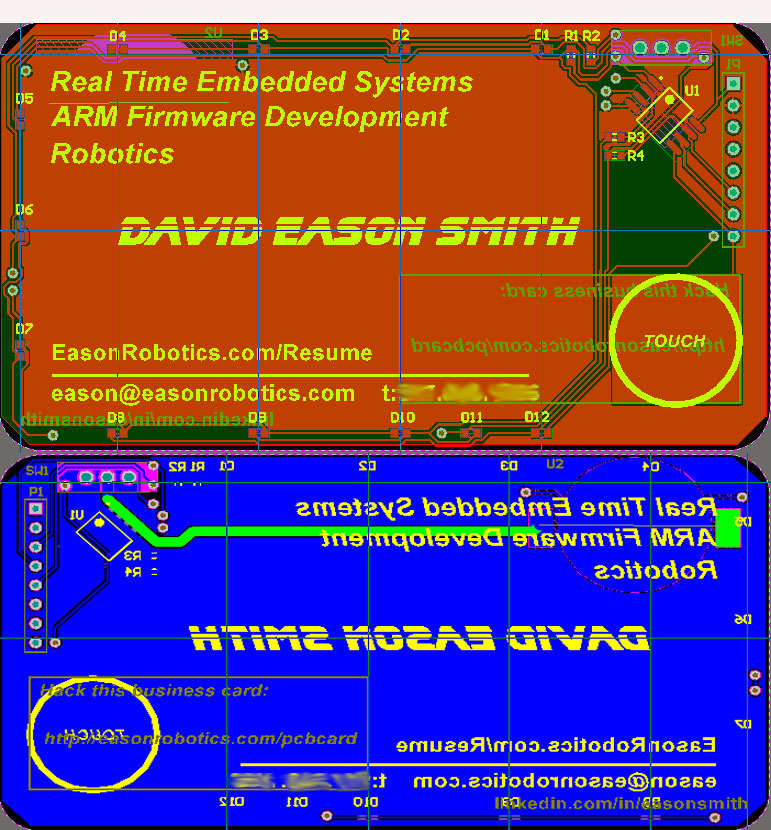 D4 U2 D3 D2 D1 R1 R2 SW1
Real Time Embedded Systems
P1
U1
D5
ARM Firmware Development
R3
Robotics
R4
D6
DAVID EASON SMITH
Hack this business card:
D7
http://easonrobotics.com/pcbcard
TOUCH
EasonRobotics.com/Resume
eason@easonrobotics.com t:
linkedin.com/in/easonsmith
D8 D9 D10 D11 D12
SW1 R2 R1 D1 D2 D3 U2 D4
P1
Real Time Embedded Systems
U1
D5
ARM Firmware Development
R3
R4
Robotics
D6
DAVID EASON SMITH
Hack this business card:
D7
TOUCH
http://easonrobotics.com/pcbcard
EasonRobotics.com/Resume
eason@easonrobotics.com t:
D12 D11 D10 D9 D8
linkedin.com/in/easonsmith